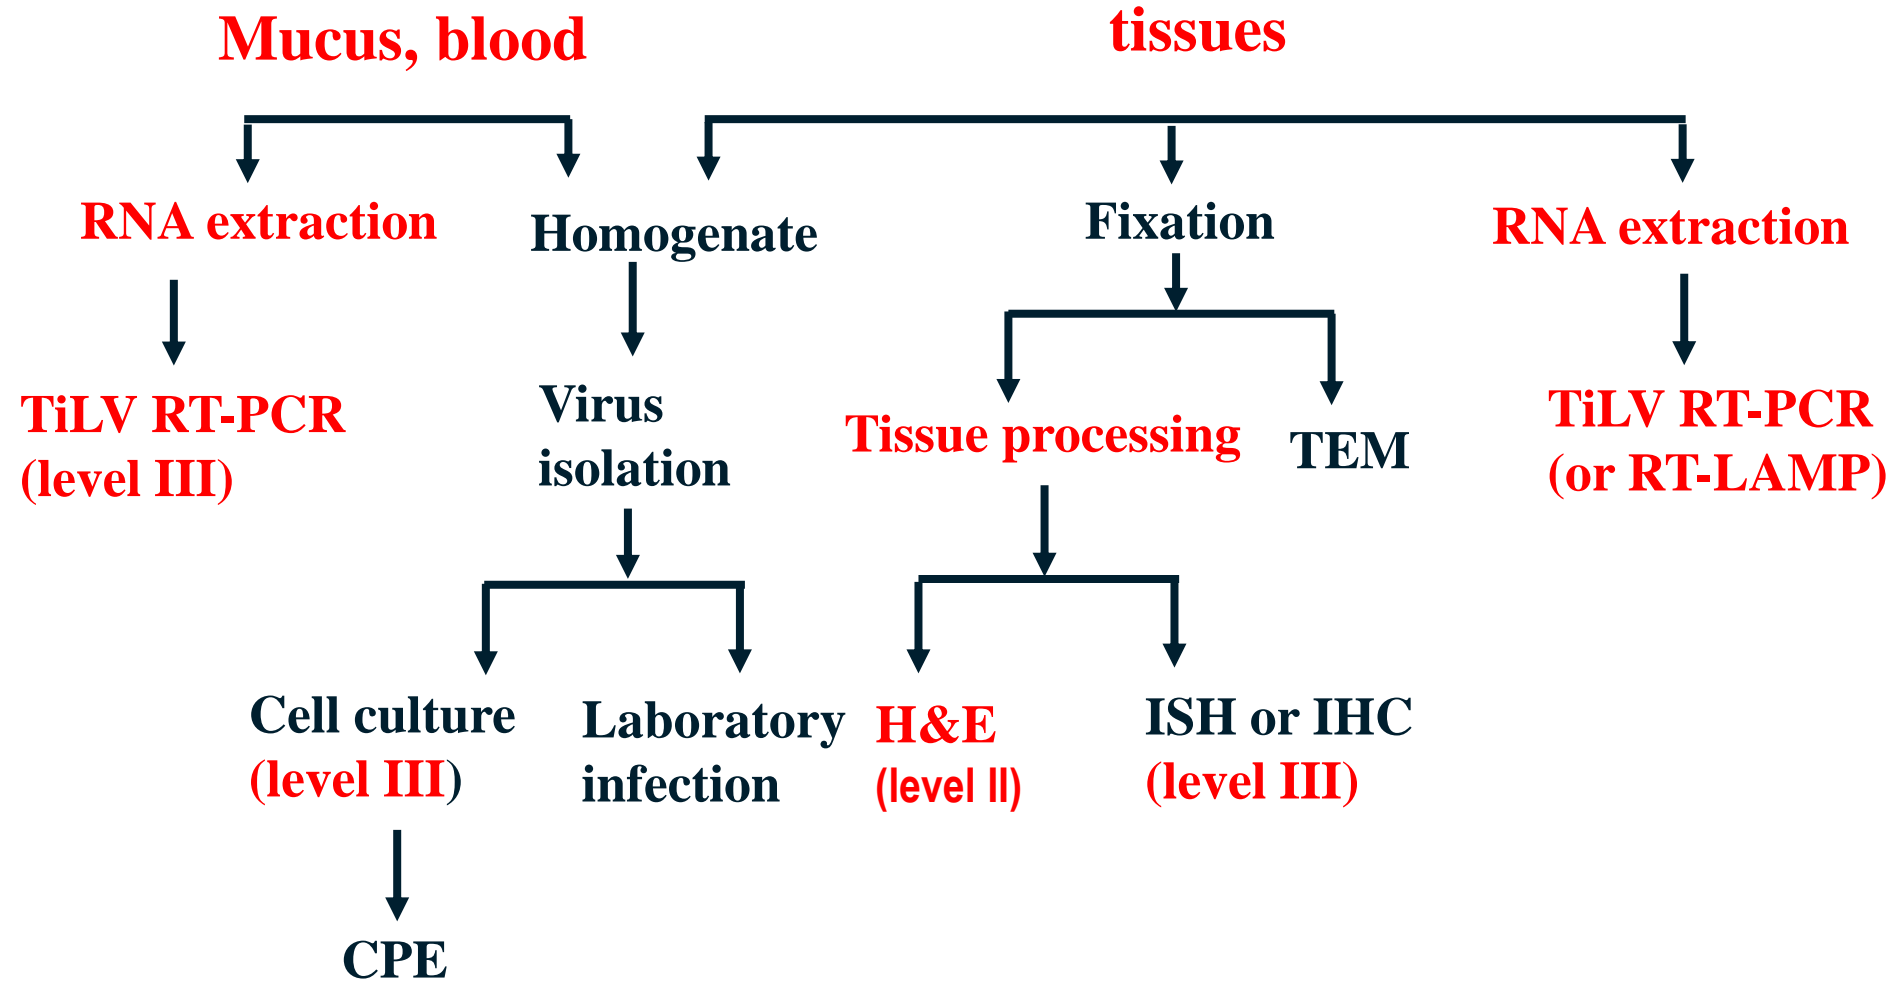 Mucus, blood
tissues
RNA extraction
Homogenate
Fixation
RNA extraction
TiLV RT-PCR
(level III)
Virus
isolation
Tissue processing
TEM
TiLV RT-PCR
(or RT-LAMP)
Cell culture
(level III)
Laboratory
infection
H&E
(level II)
ISH or IHC
(level III)
CPE